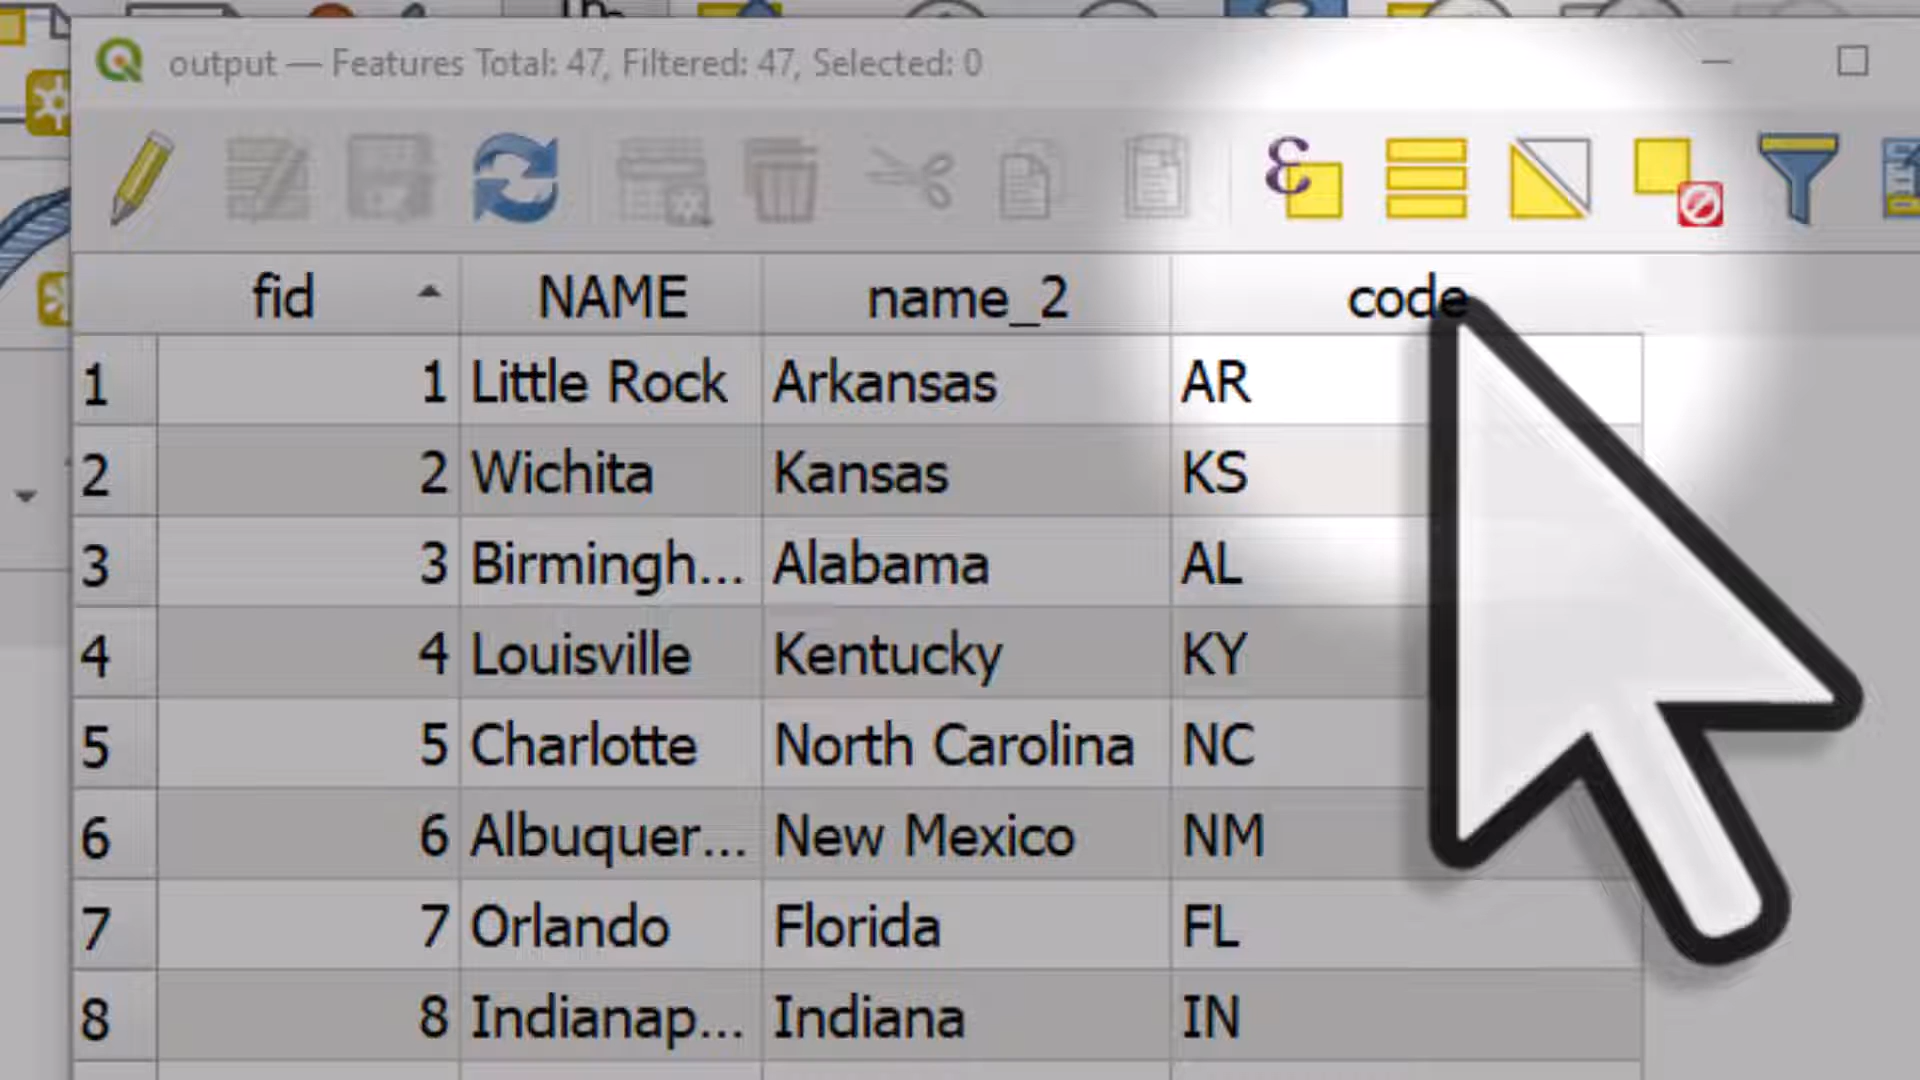 output — Features Total: 47, Filtered: 47, Selected: 0
fid NAME name_2 code
1 1 Little Rock Arkansas AR
2 2 Wichita Kansas KS
3 3 Birmingh... Alabama AL
4 4 Louisville Kentucky KY
5 5 Charlotte North Carolina NC
6 6 Albuquer... New Mexico NM
7 7 Orlando Florida FL
8 8 Indianap... Indiana IN